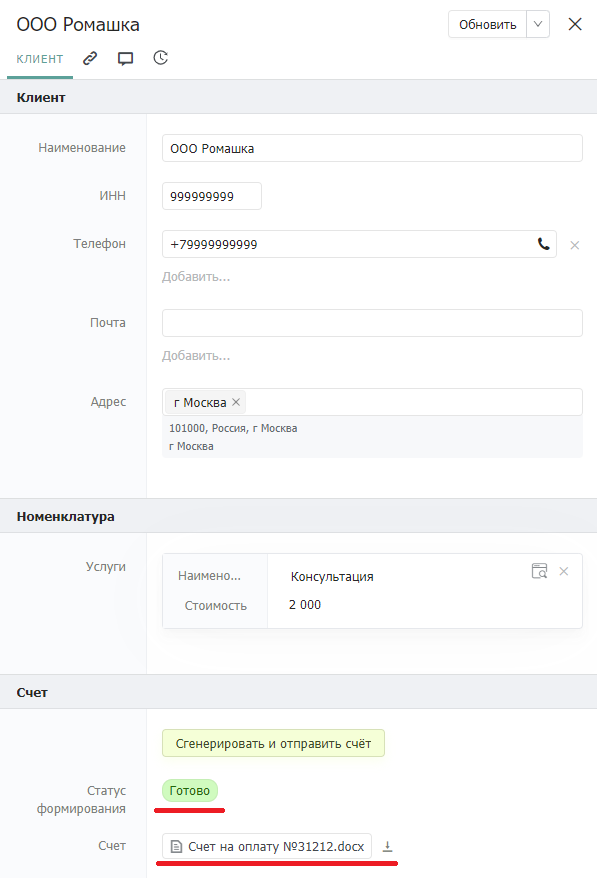 ООО Ромашка
Обновить
КЛИЕНТ
Клиент
Наименование
ООО Ромашка
ИНН
999999999
Телефон
+79999999999
Добавить...
Почта
Добавить...
Адрес
г Москва
101000, Россия, г Москва
г Москва
Номенклатура
Услуги
Наимено...
Консультация
Стоимость
2 000
Счет
Сгенерировать и отправить счёт
Статус
формирования
Готово
Счет
Счет на оплату №31212.docx